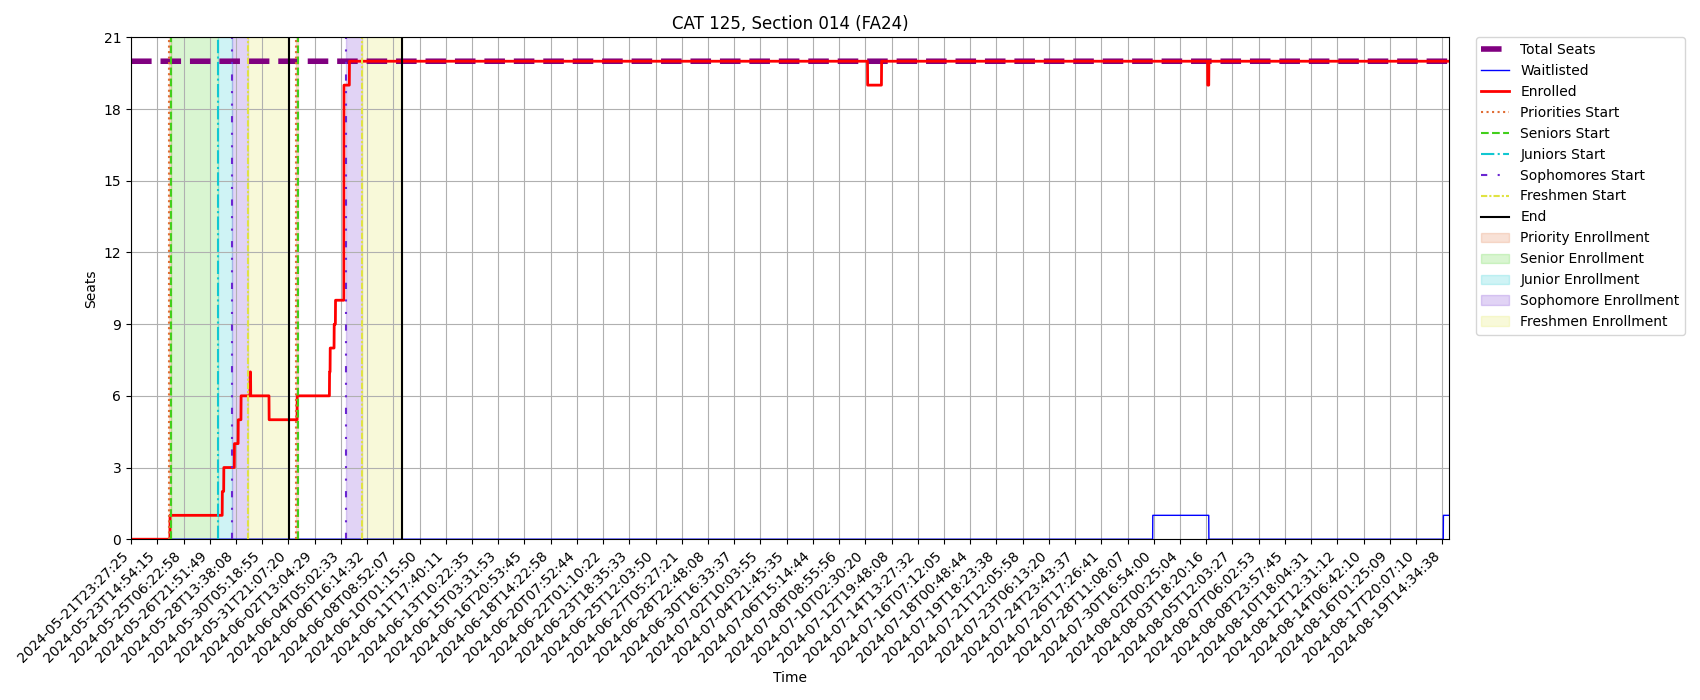 CAT 125, Section 014 (FA24)
Seats
21
18
15
12
9
6
3
0
2024-05-21T23:27:25
2024-05-23T14:54:15
2024-05-25T06:22:58
2024-05-26T21:51:49
2024-05-28T13:38:08
2024-05-30T05:18:55
2024-05-31T21:07:20
2024-06-02T13:04:29
2024-06-04T05:02:33
2024-06-06T16:14:32
2024-06-08T08:52:07
2024-06-10T01:15:50
2024-06-11T17:40:11
2024-06-13T10:22:35
2024-06-15T03:31:53
2024-06-16T20:53:45
2024-06-18T14:22:58
2024-06-20T07:52:44
2024-06-22T01:10:22
2024-06-23T18:35:33
2024-06-25T12:03:50
2024-06-27T05:27:21
2024-06-28T22:48:08
2024-06-30T16:33:37
2024-07-02T10:03:55
2024-07-04T21:45:35
2024-07-06T15:14:44
2024-07-08T08:55:56
2024-07-10T02:30:20
2024-07-12T19:48:08
2024-07-14T13:27:32
2024-07-16T07:12:05
2024-07-18T00:48:44
2024-07-19T18:23:38
2024-07-21T12:05:58
2024-07-23T06:13:20
2024-07-24T23:43:37
2024-07-26T17:26:41
2024-07-28T11:08:07
2024-07-30T16:54:00
2024-08-02T00:25:04
2024-08-03T18:20:16
2024-08-05T12:03:27
2024-08-07T06:02:53
2024-08-08T23:57:45
2024-08-10T18:04:31
2024-08-12T12:31:12
2024-08-14T06:42:10
2024-08-16T01:25:09
2024-08-17T20:07:10
2024-08-19T14:34:38
Time
Total Seats
Waitlisted
Enrolled
Priorities Start
Seniors Start
Juniors Start
Sophomores Start
Freshmen Start
End
Priority Enrollment
Senior Enrollment
Junior Enrollment
Sophomore Enrollment
Freshmen Enrollment